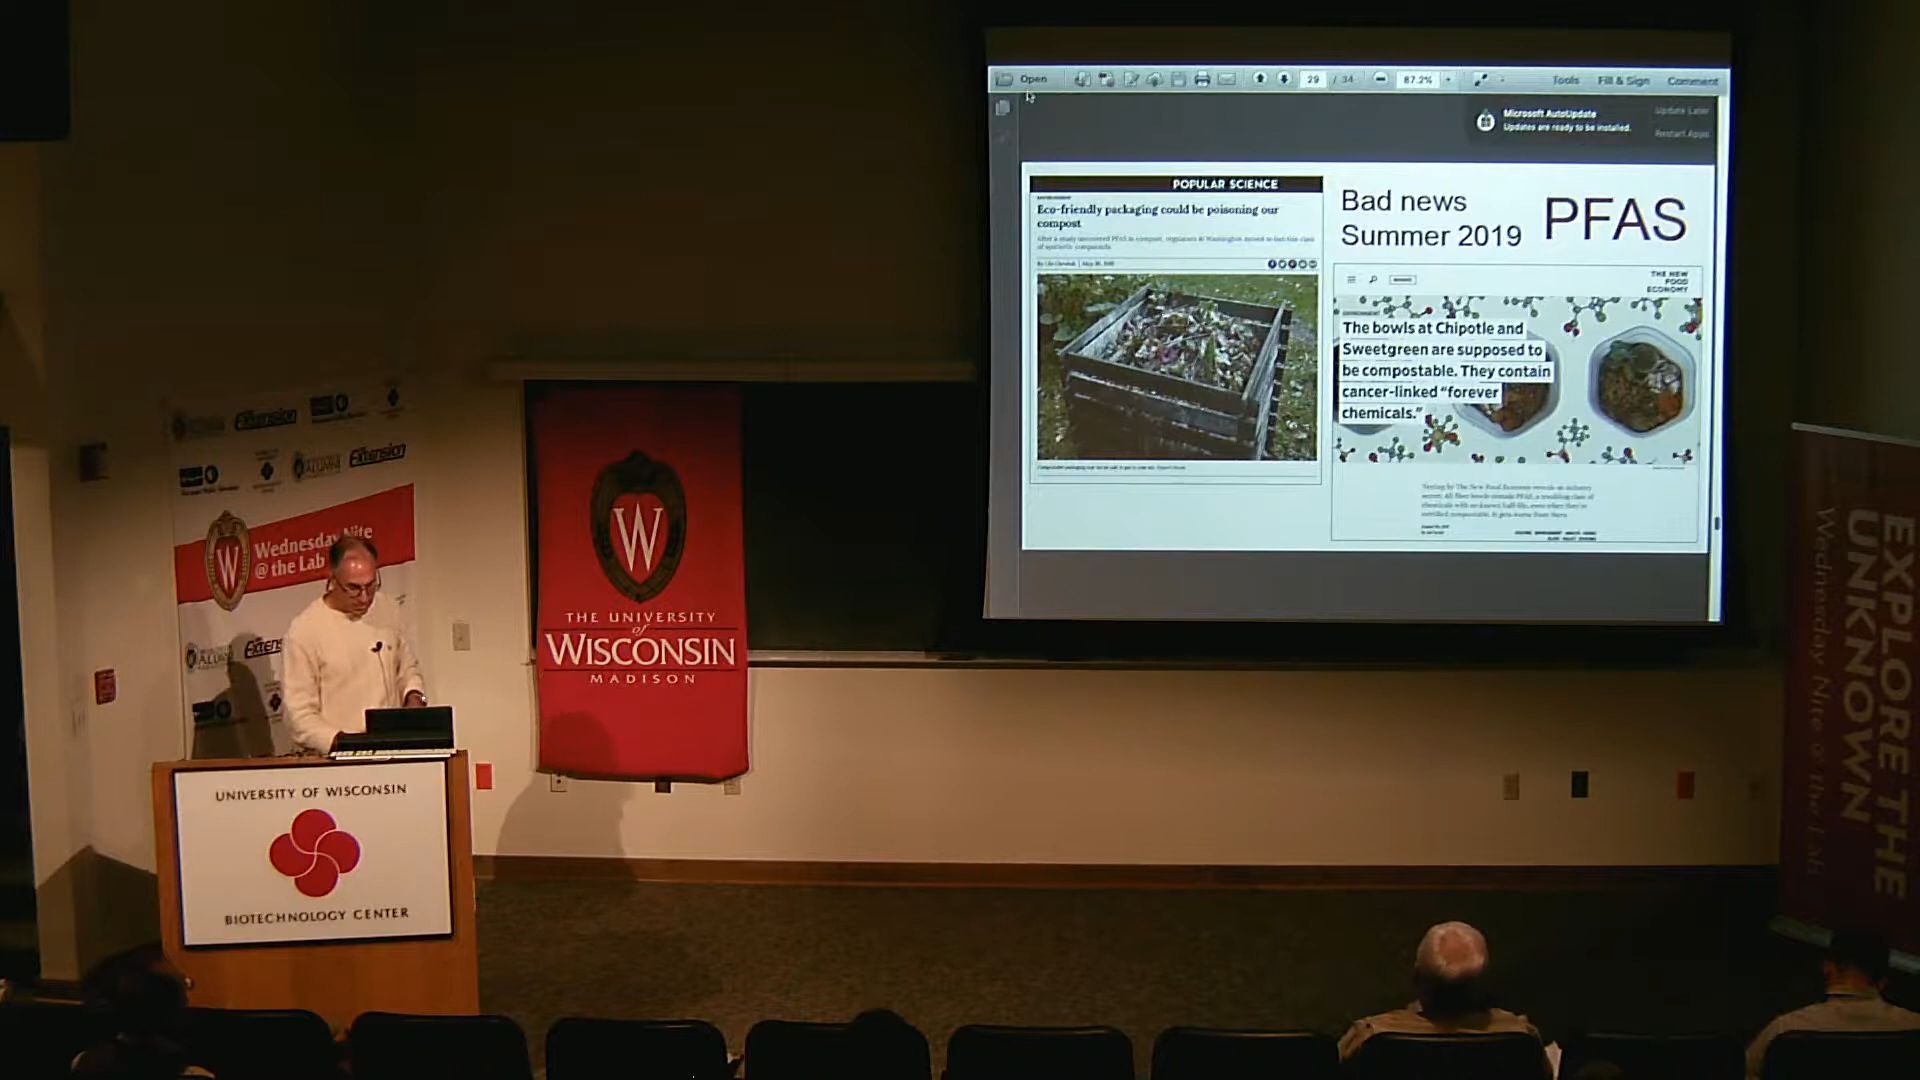 Open
29 / 34
87.2%
Tools
Fill & Sign
Comment
Microsoft AutoUpdate
Updates are ready to be installed.
Update Later
Restart Apps
POPULAR SCIENCE
Eco-friendly packaging could be poisoning our
compost
Bad news
Summer 2019
PFAS
THE NEW
FOOD
ECONOMY
The bowls at Chipotle and
Sweetgreen are supposed to
be compostable. They contain
cancer-linked “forever
chemicals.”
Extension
Extension
Wednesday Nite
@ the Lab
W
W
THE UNIVERSITY
of
WISCONSIN
MADISON
UNIVERSITY OF WISCONSIN
BIOTECHNOLOGY CENTER
EXPLORE THE
UNKNOWN
Wednesday Nite @ the Lab